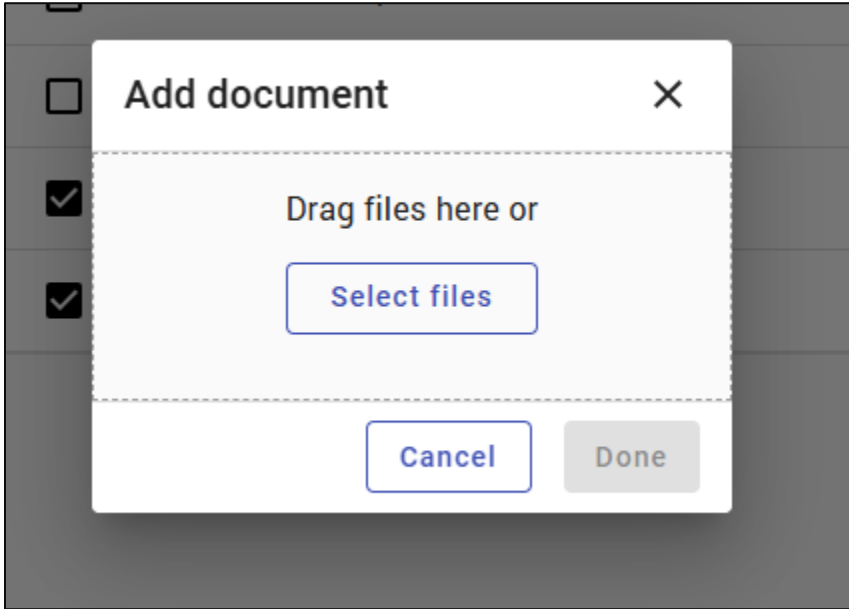 Add document
Drag files here or
Select files
Cancel
Done